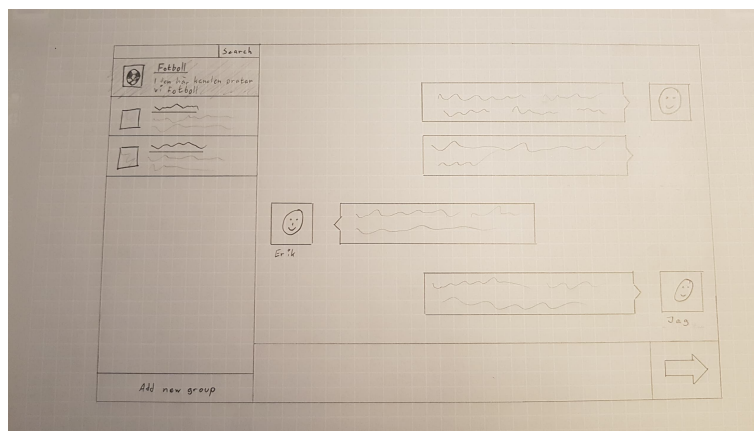 Search
Fotboll
I den här kanalen pratar
vi fotboll
Erik
Jag
Add new group